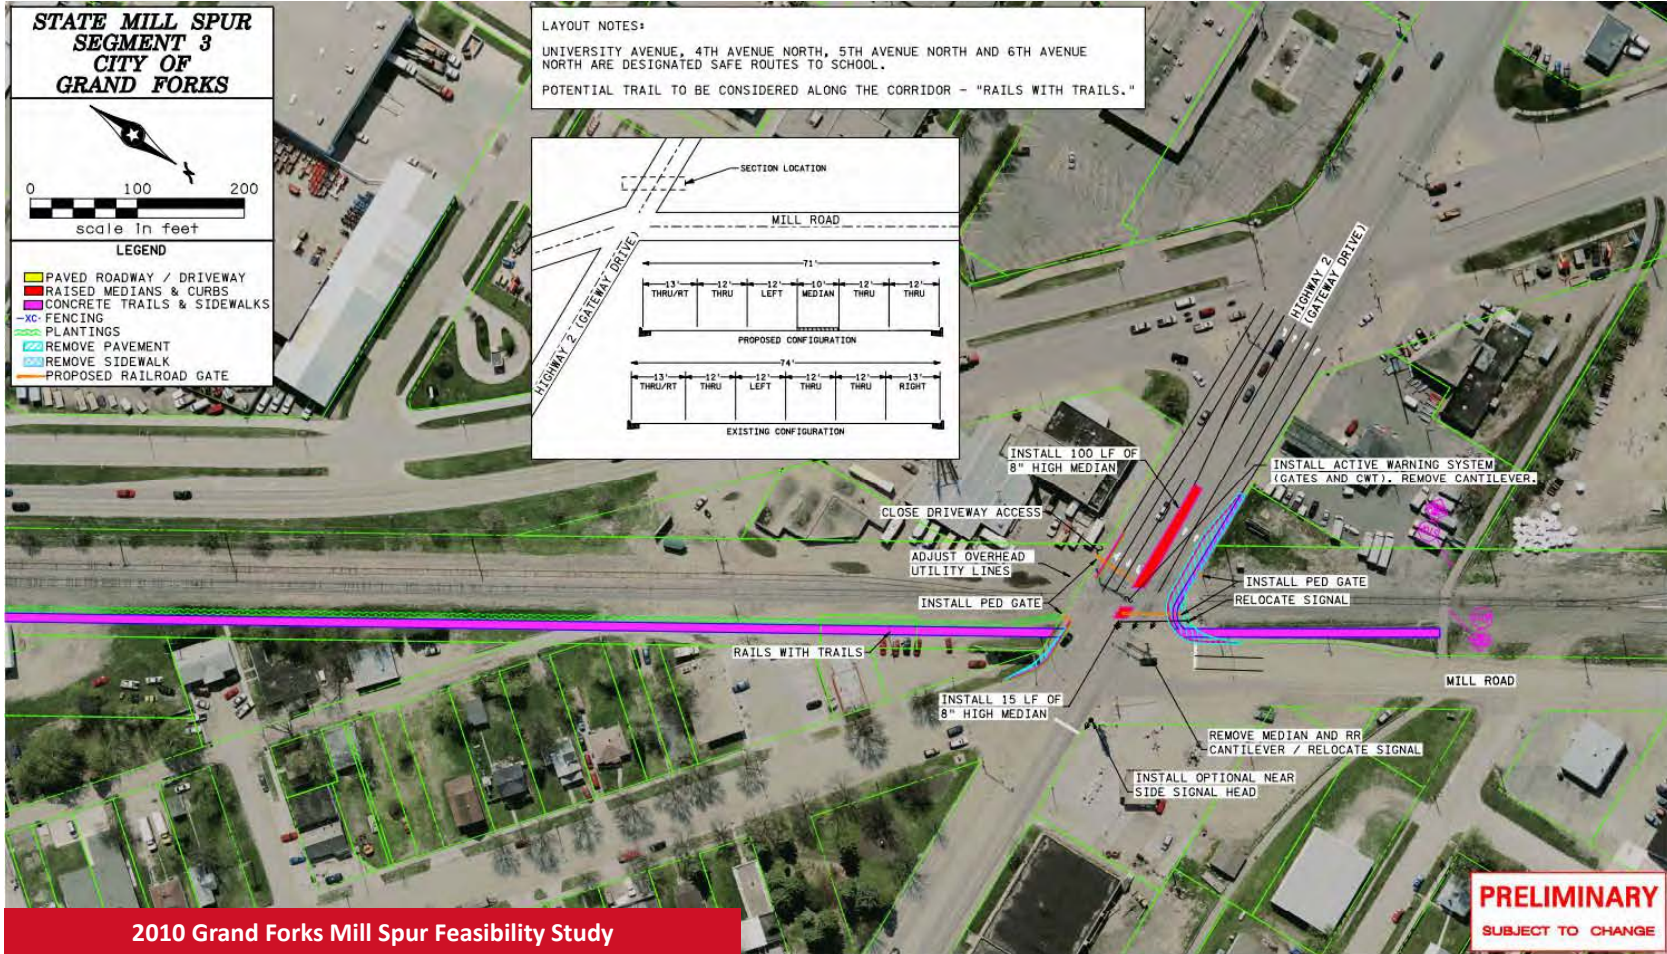 STATE MILL SPUR
SEGMENT 3
CITY OF
GRAND FORKS
0 100 200
scale in feet
LEGEND
PAVED ROADWAY / DRIVEWAY
RAISED MEDIANS & CURBS
CONCRETE TRAILS & SIDEWALKS
-XC- FENCING
PLANTINGS
REMOVE PAVEMENT
REMOVE SIDEWALK
PROPOSED RAILROAD GATE
LAYOUT NOTES:
UNIVERSITY AVENUE, 4TH AVENUE NORTH, 5TH AVENUE NORTH AND 6TH AVENUE
NORTH ARE DESIGNATED SAFE ROUTES TO SCHOOL.
POTENTIAL TRAIL TO BE CONSIDERED ALONG THE CORRIDOR - "RAILS WITH TRAILS."
SECTION LOCATION
MILL ROAD
HIGHWAY 2 (GATEWAY DRIVE)
71'
13' 12' 12' 10' 12' 12'
THRU/RT THRU LEFT MEDIAN THRU THRU
PROPOSED CONFIGURATION
74'
13' 12' 12' 12' 12' 13'
THRU/RT THRU LEFT THRU THRU RIGHT
EXISTING CONFIGURATION
HIGHWAY 2
(GATEWAY DRIVE)
INSTALL 100 LF OF
8" HIGH MEDIAN
INSTALL ACTIVE WARNING SYSTEM
(GATES AND CWT). REMOVE CANTILEVER.
CLOSE DRIVEWAY ACCESS
ADJUST OVERHEAD
UTILITY LINES
INSTALL PED GATE
INSTALL PED GATE
RELOCATE SIGNAL
RAILS WITH TRAILS
MILL ROAD
INSTALL 15 LF OF
8" HIGH MEDIAN
REMOVE MEDIAN AND RR
CANTILEVER / RELOCATE SIGNAL
INSTALL OPTIONAL NEAR
SIDE SIGNAL HEAD
2010 Grand Forks Mill Spur Feasibility Study
PRELIMINARY
SUBJECT TO CHANGE